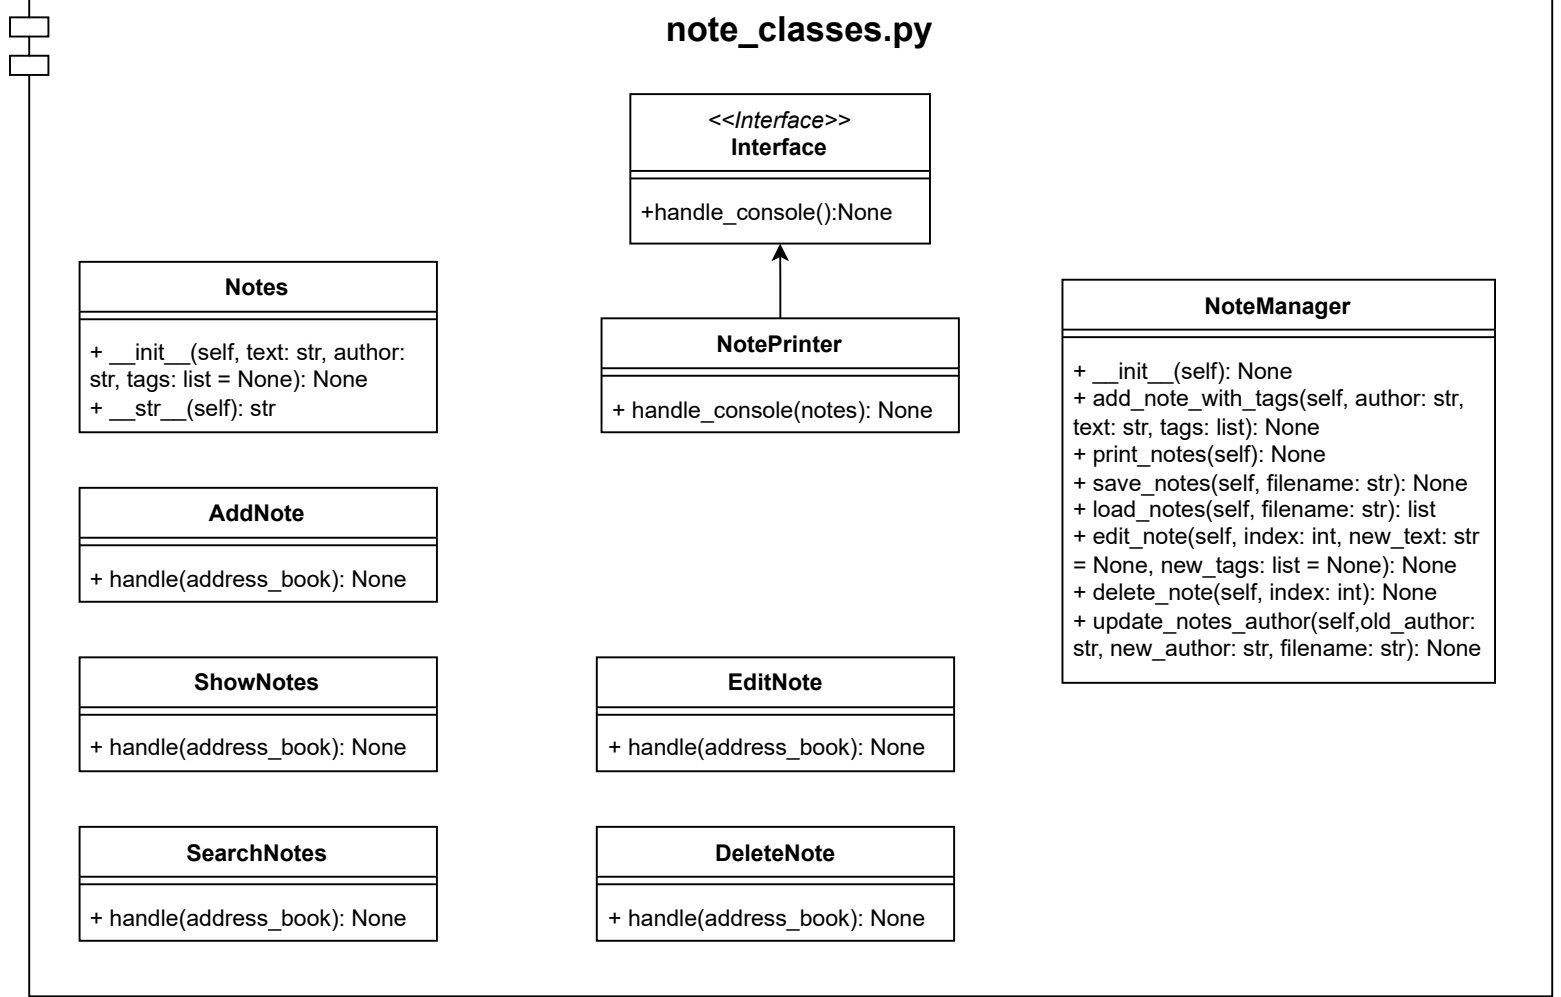 note_classes.py
<<Interface>>
Interface
+handle_console():None
Notes
+ __init__(self, text: str, author:
str, tags: list = None): None
+ __str__(self): str
NotePrinter
+ handle_console(notes): None
NoteManager
+ __init__(self): None
+ add_note_with_tags(self, author: str,
text: str, tags: list): None
+ print_notes(self): None
+ save_notes(self, filename: str): None
+ load_notes(self, filename: str): list
+ edit_note(self, index: int, new_text: str
= None, new_tags: list = None): None
+ delete_note(self, index: int): None
+ update_notes_author(self,old_author:
str, new_author: str, filename: str): None
AddNote
+ handle(address_book): None
ShowNotes
+ handle(address_book): None
EditNote
+ handle(address_book): None
SearchNotes
+ handle(address_book): None
DeleteNote
+ handle(address_book): None